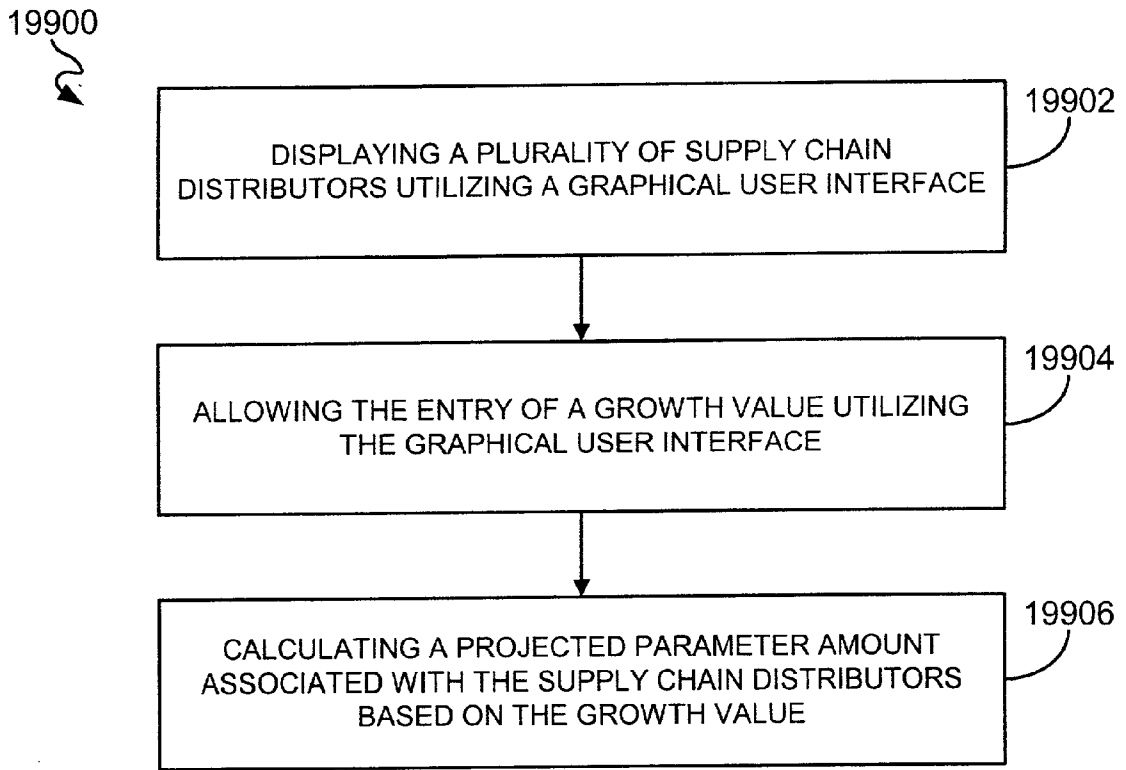 19900
19902
DISPLAYING A PLURALITY OF SUPPLY CHAIN
DISTRIBUTORS UTILIZING A GRAPHICAL USER INTERFACE
19904
ALLOWING THE ENTRY OF A GROWTH VALUE UTILIZING
THE GRAPHICAL USER INTERFACE
19906
CALCULATING A PROJECTED PARAMETER AMOUNT
ASSOCIATED WITH THE SUPPLY CHAIN DISTRIBUTORS
BASED ON THE GROWTH VALUE